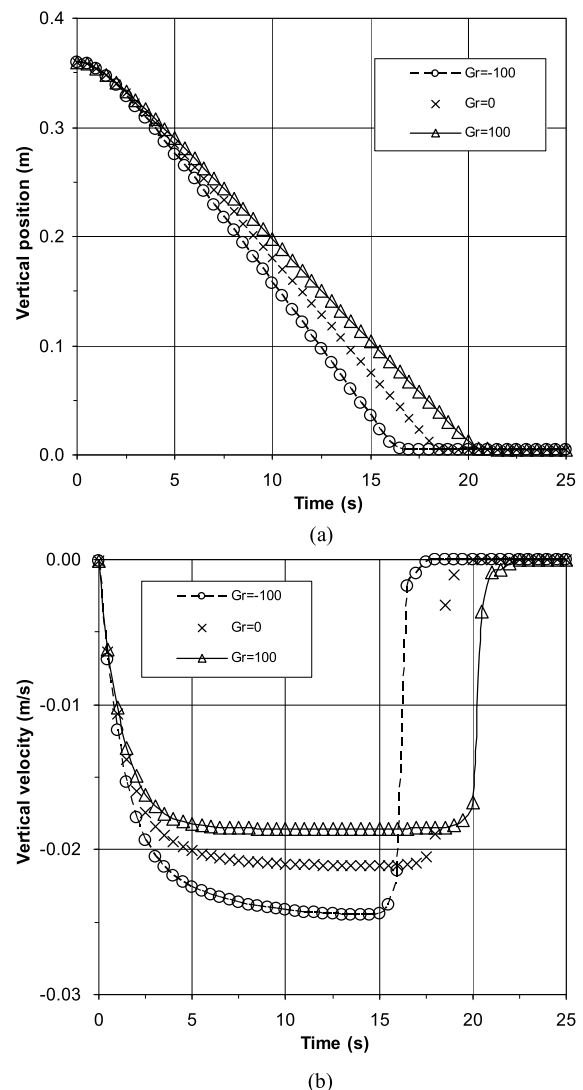 0.4
0.3
0.2
0.1
0.0
Vertical position (m)
Gr=-100
Gr=0
Gr=100
0 5 10 15 20 25
Time (s)
(a)
0.00
-0.01
-0.02
-0.03
Vertical velocity (m/s)
Gr=-100
Gr=0
Gr=100
0 5 10 15 20 25
Time (s)
(b)